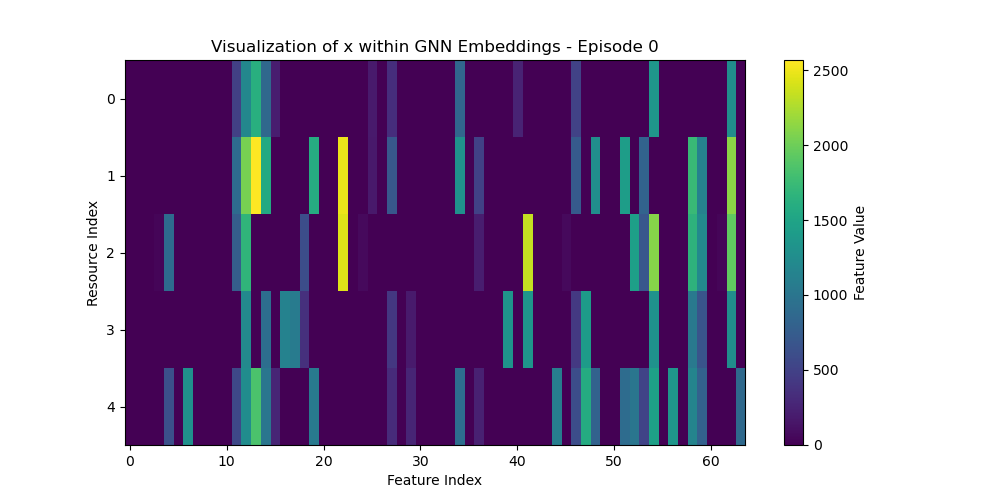 Visualization of x within GNN Embeddings - Episode 0
Resource Index
0
1
2
3
4
0 10 20 30 40 50 60
Feature Index
2500
2000
1500
1000
500
0
Feature Value